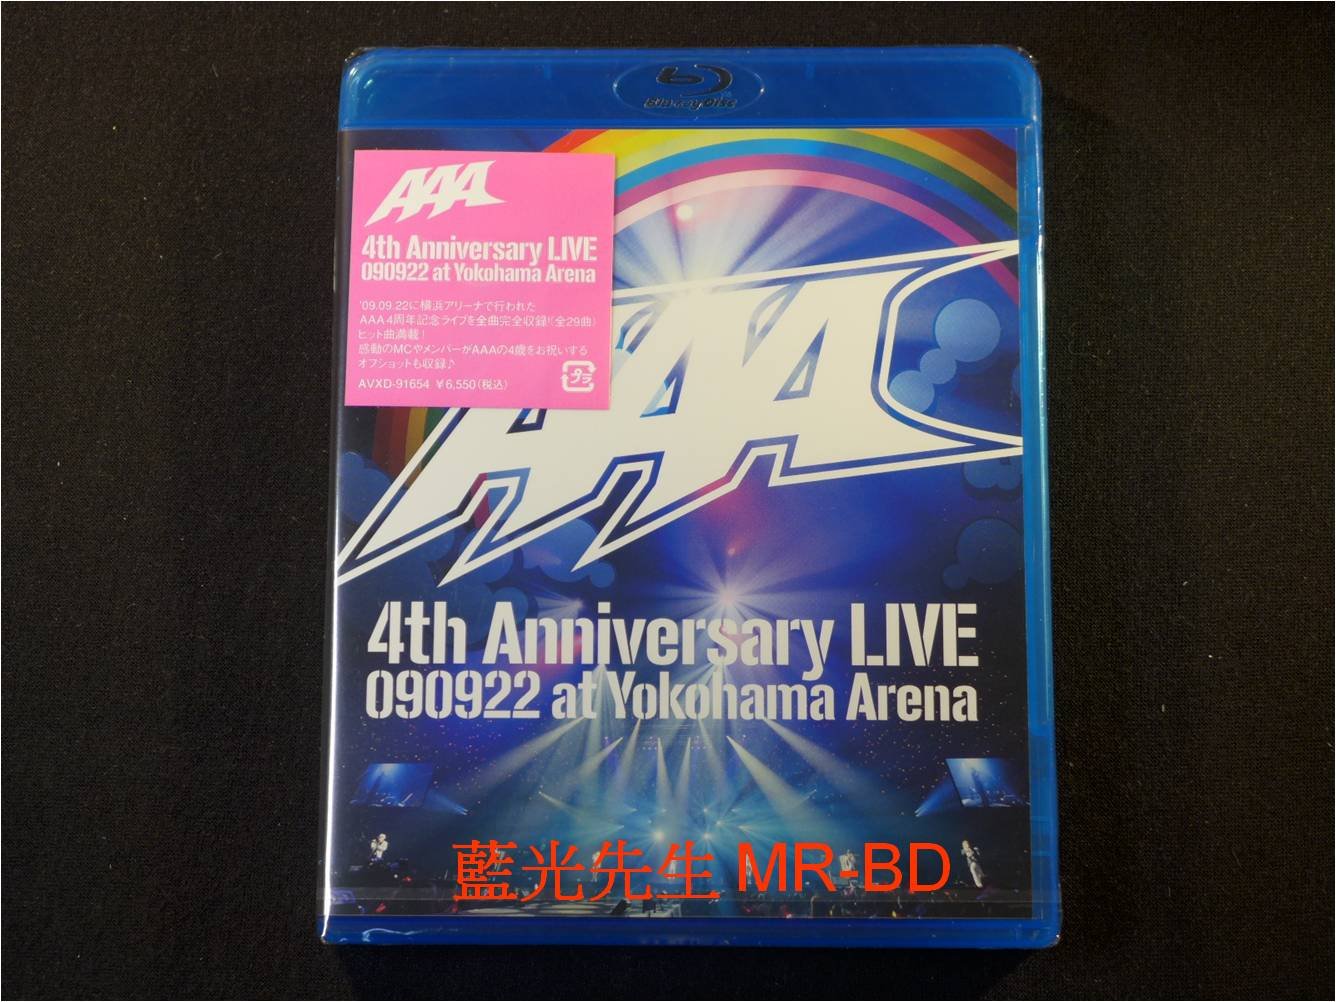 Blu-ray Disc
AAA
4th Anniversary LIVE
090922 at Yokohama Arena
'09.09.22に横浜アリーナで行われた
AAA4周年記念ライブを全曲完全収録!(全29曲)
ヒット曲満載!
感動のMCやメンバーがAAAの4歳をお祝いする
オフショットも収録♪
AVXD-91654 ¥6,550(税込)
プラ
AAA
4th Anniversary LIVE
090922 at Yokohama Arena
藍光先生 MR-BD